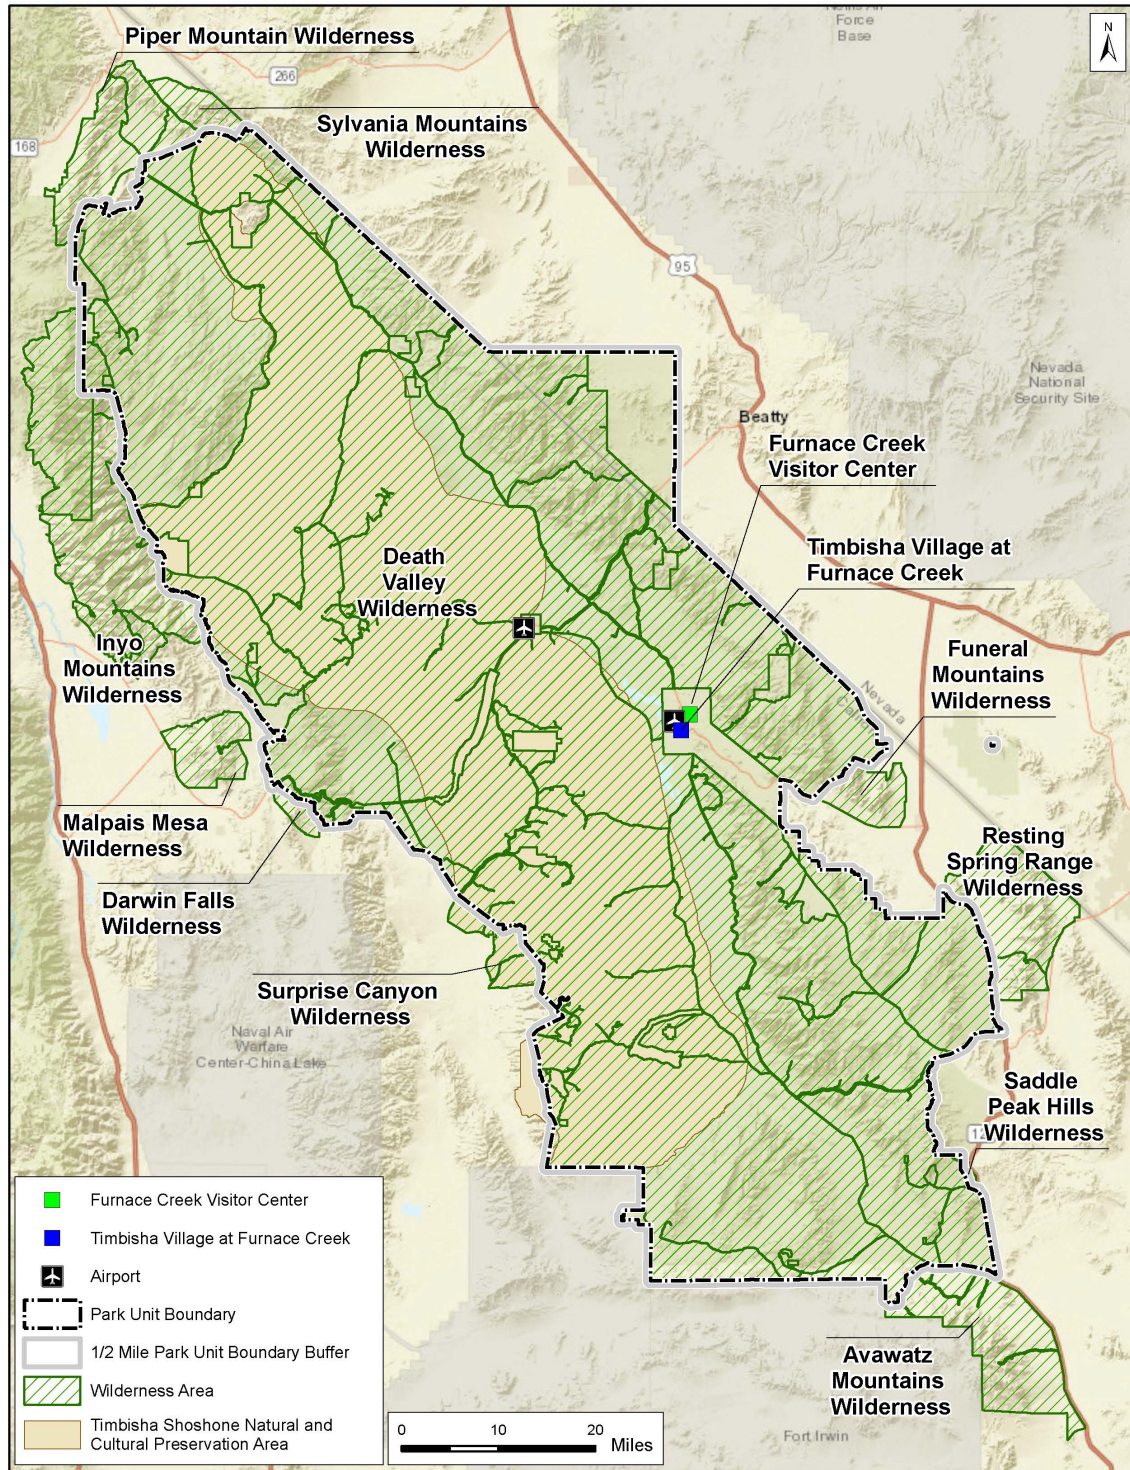 Nellis Air
Force
Base
N
Piper Mountain Wilderness
266
Sylvania Mountains
Wilderness
168
95
Nevada
National
Security Site
Beatty
Furnace Creek
Visitor Center
Timbisha Village at
Furnace Creek
Death
Valley
Wilderness
Inyo
Mountains
Wilderness
Funeral
Mountains
Wilderness
Nevada
Malpais Mesa
Wilderness
Resting
Spring Range
Wilderness
Darwin Falls
Wilderness
Surprise Canyon
Wilderness
Naval Air
Warfare
Center-China Lake
Saddle
Peak Hills
Wilderness
Avawatz
Mountains
Wilderness
Fort Irwin
Furnace Creek Visitor Center
Timbisha Village at Furnace Creek
Airport
Park Unit Boundary
1/2 Mile Park Unit Boundary Buffer
Wilderness Area
Timbisha Shoshone Natural and
Cultural Preservation Area
0 10 20
Miles